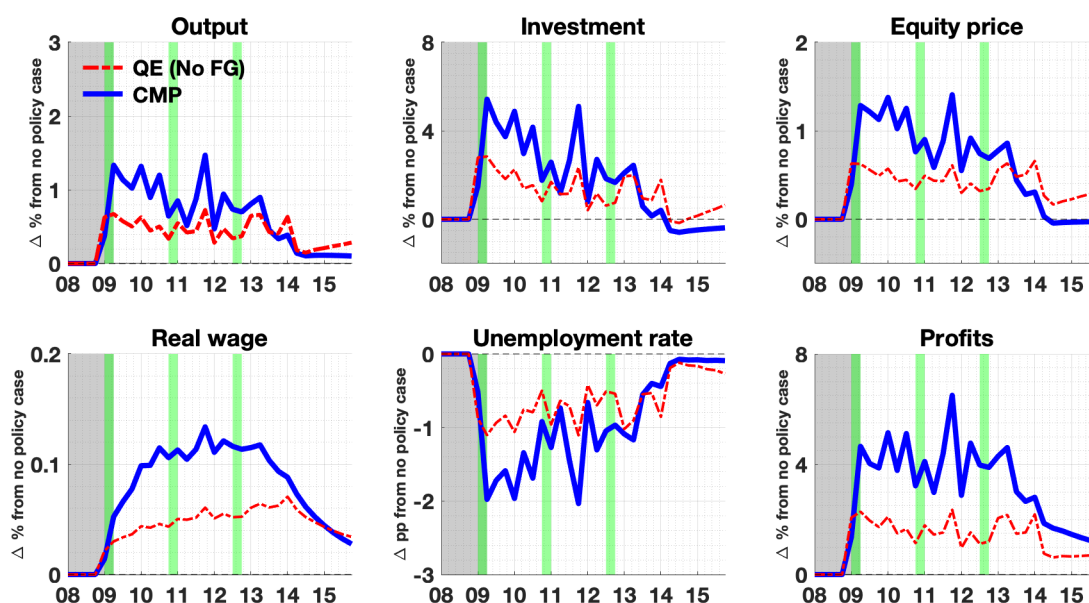 Output
Δ % from no policy case
3
2
1
0
QE (No FG)
CMP
08 09 10 11 12 13 14 15
Investment
Δ % from no policy case
8
4
0
08 09 10 11 12 13 14 15
Equity price
Δ % from no policy case
2
1
0
08 09 10 11 12 13 14 15
Real wage
Δ % from no policy case
0.2
0.1
0
08 09 10 11 12 13 14 15
Unemployment rate
Δ pp from no policy case
0
-1
-2
-3
08 09 10 11 12 13 14 15
Profits
Δ % from no policy case
8
4
0
08 09 10 11 12 13 14 15